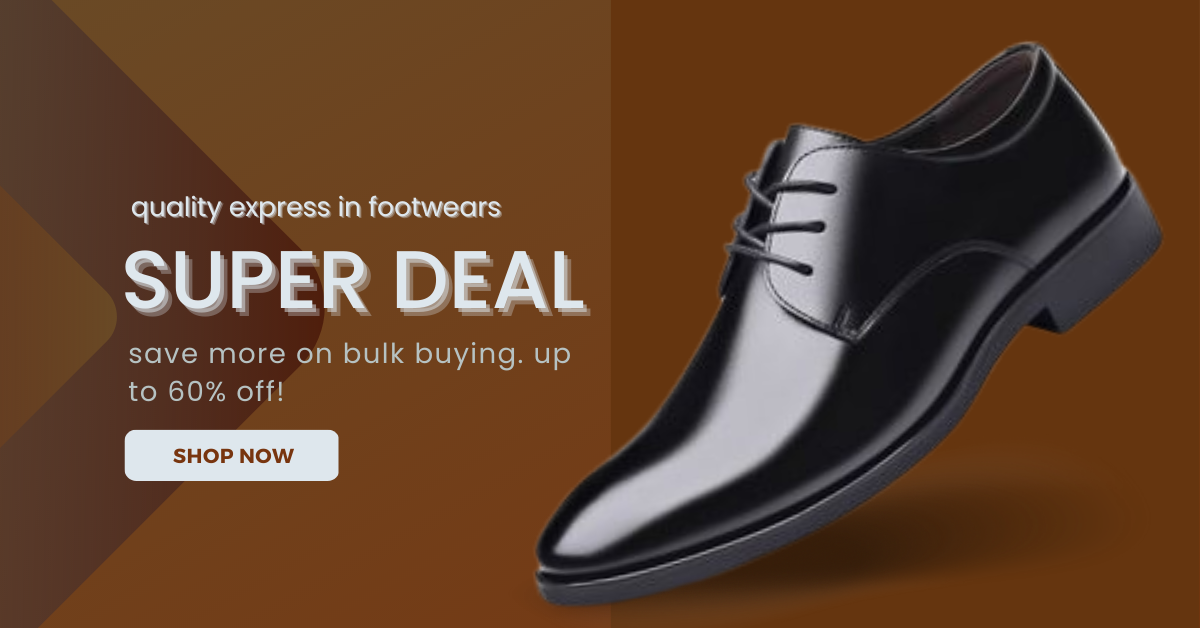 quality express in footwears
SUPER DEAL
save more on bulk buying. up
to 60% off!
SHOP NOW